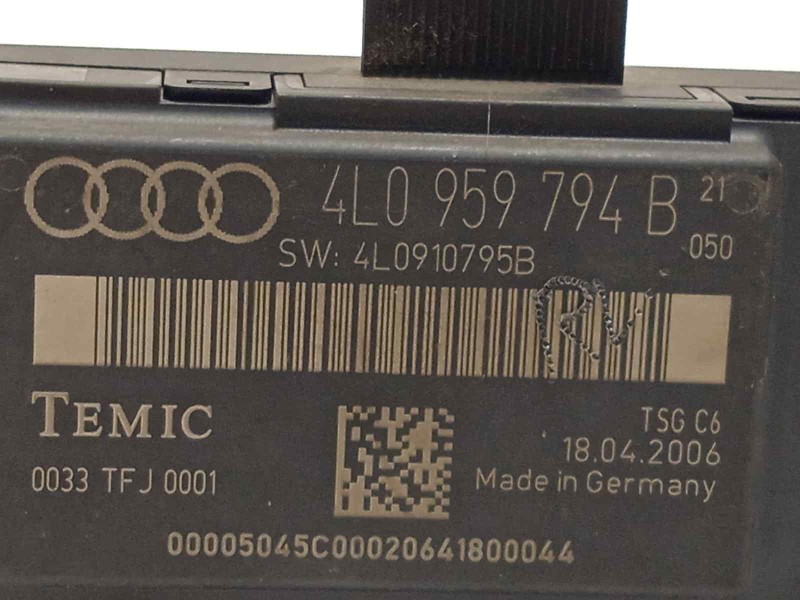 4L0 959 794 B 21
SW: 4L0910795B 050
RV
TEMIC
TSG C6
18.04.2006
0033 TFJ 0001
Made in Germany
00005045C00020641800044